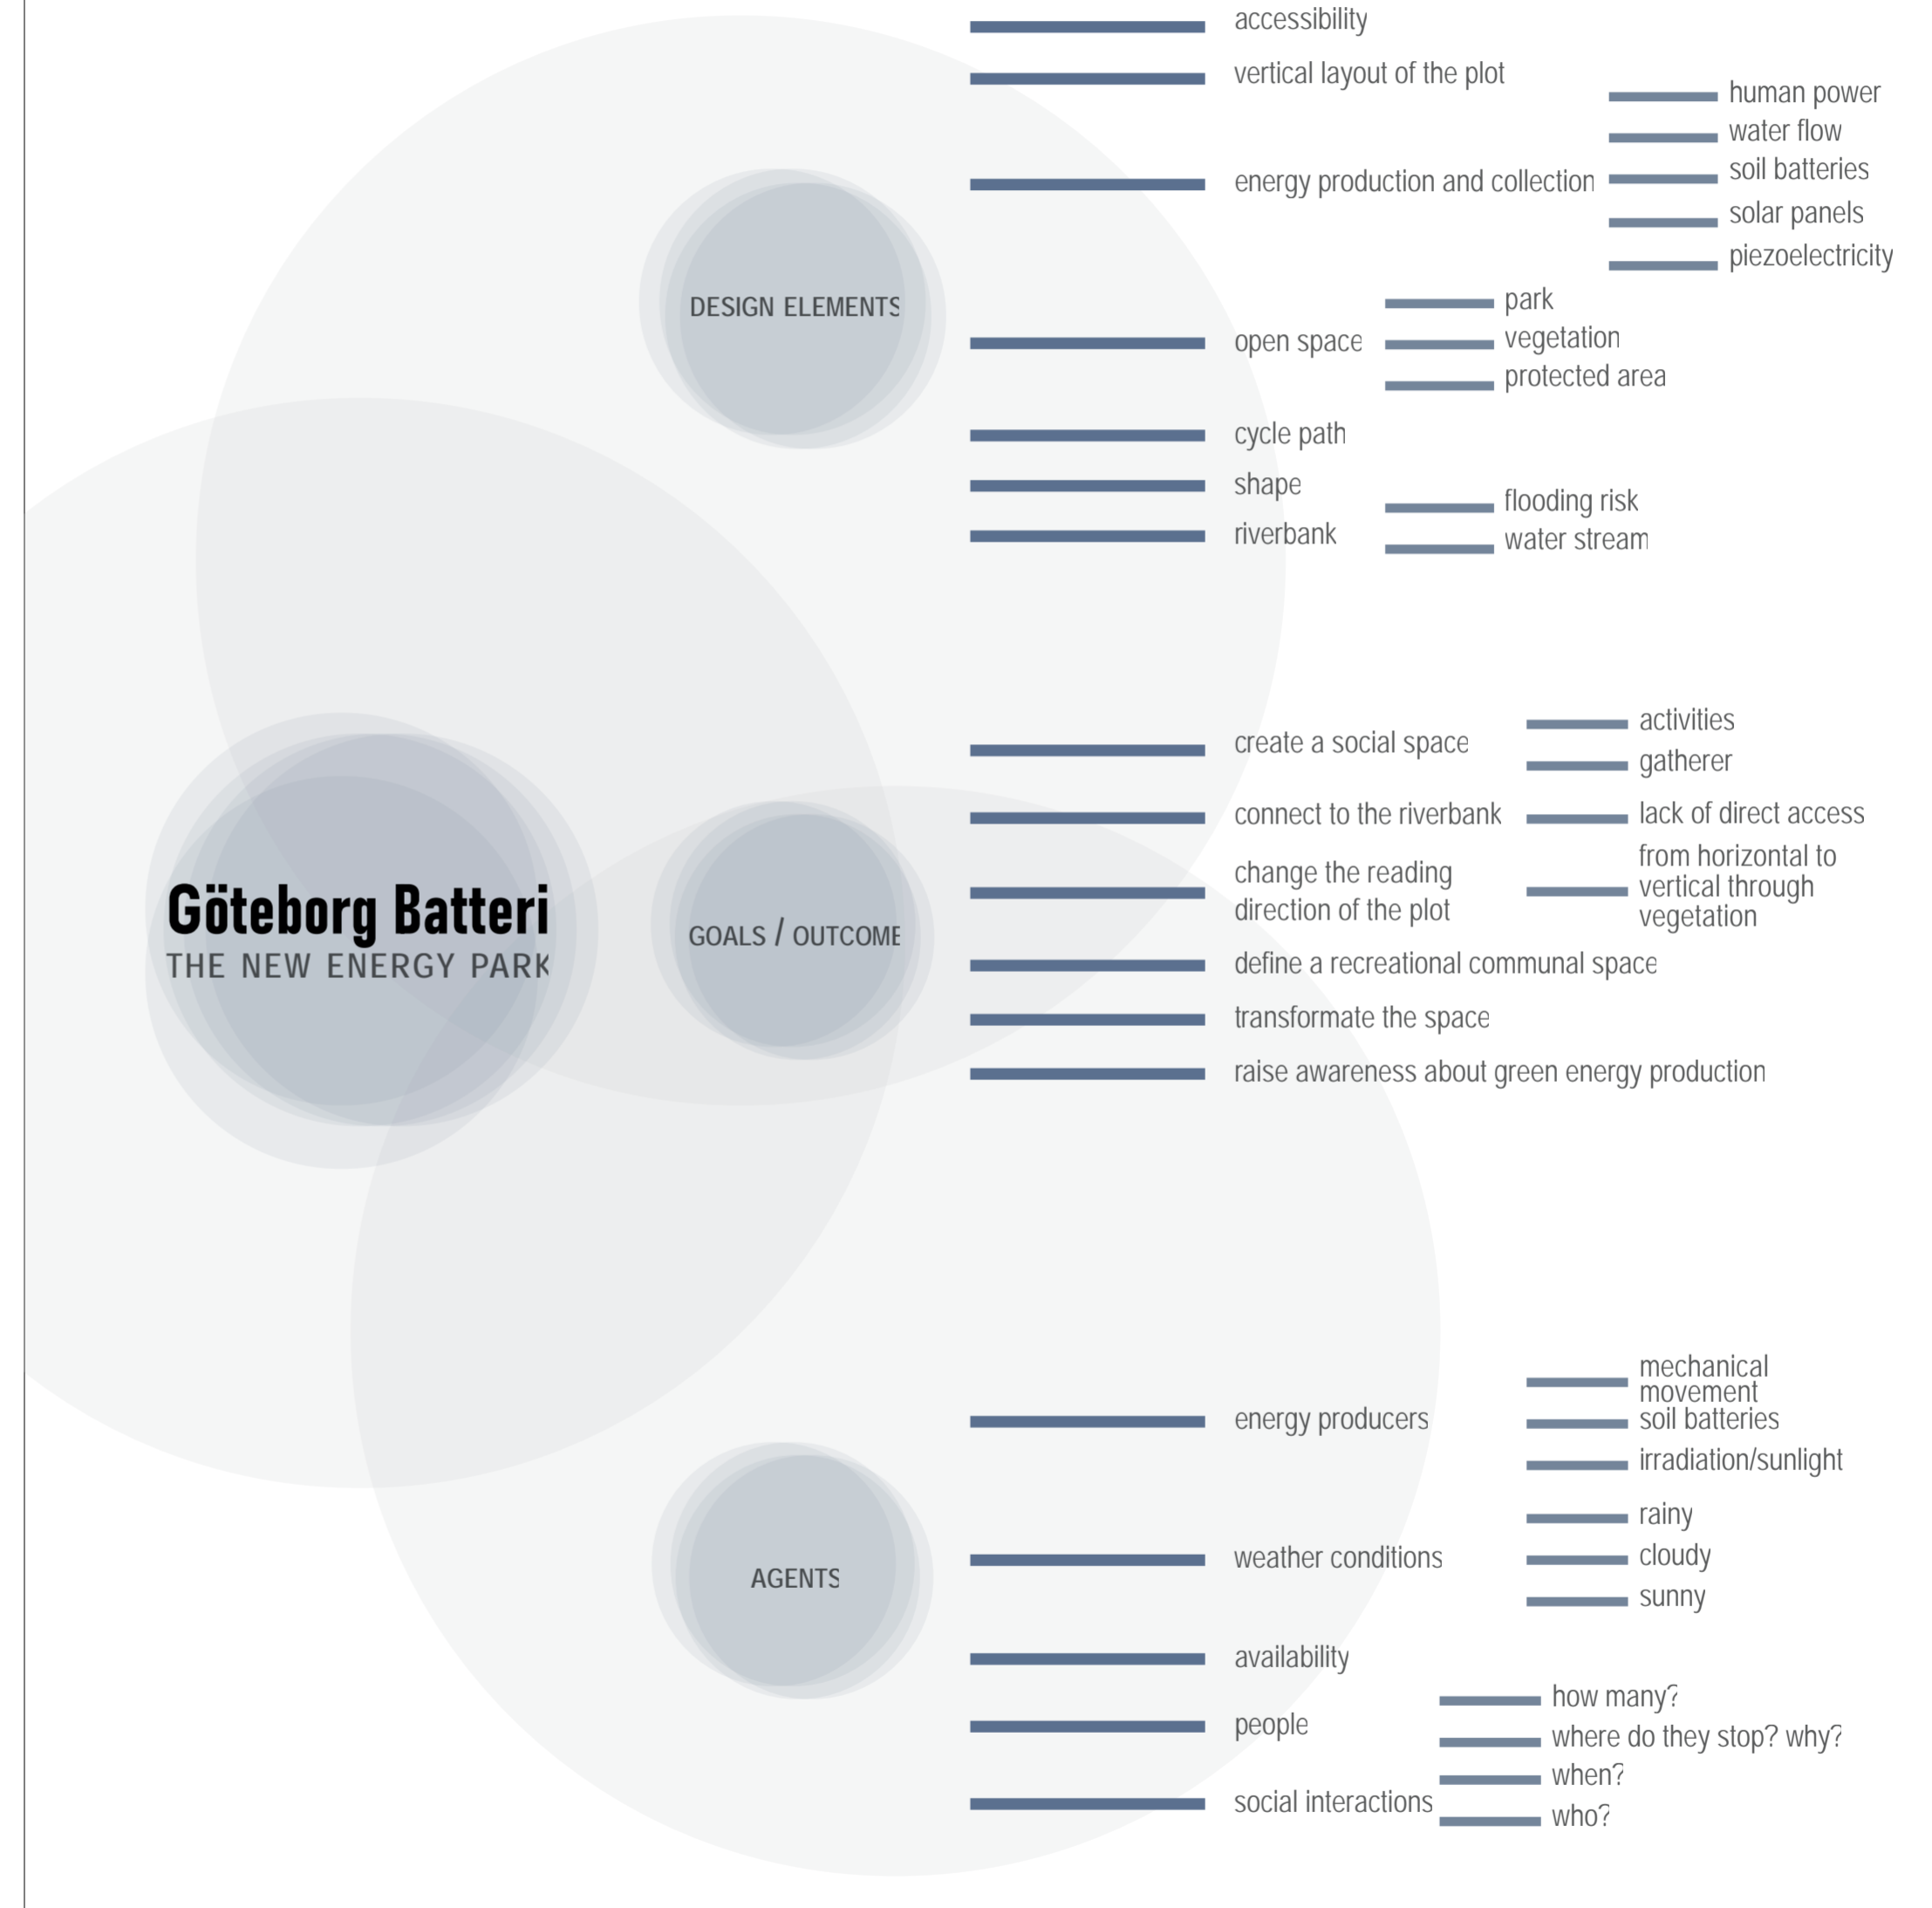 accessibility
vertical layout of the plot
energy production and collection
human power
water flow
soil batteries
solar panels
piezoelectricity
DESIGN ELEMENTS
open space
park
vegetation
protected area
cycle path
shape
riverbank
flooding risk
water stream
Göteborg Batteri
THE NEW ENERGY PARK
GOALS / OUTCOME
create a social space
activities
gatherer
connect to the riverbank
lack of direct access
change the reading
direction of the plot
from horizontal to
vertical through
vegetation
define a recreational communal space
transformate the space
raise awareness about green energy production
AGENTS
energy producers
mechanical
movement
soil batteries
irradiation/sunlight
weather conditions
rainy
cloudy
sunny
availability
people
how many?
where do they stop? why?
social interactions
when?
who?